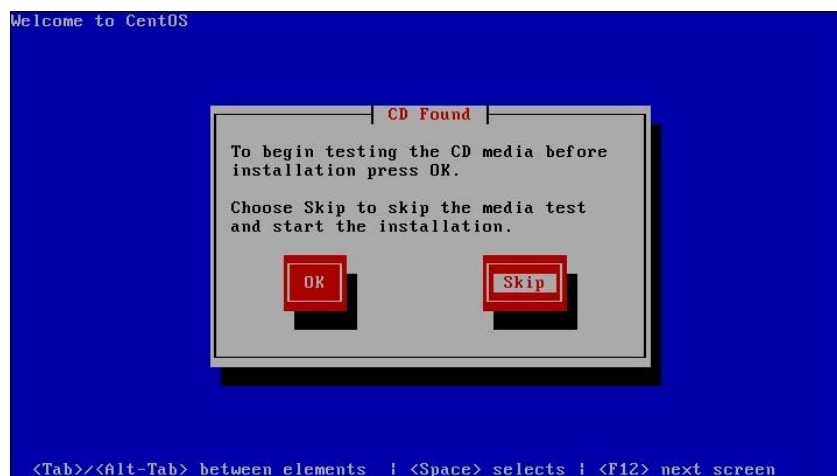 Welcome to CentOS
CD Found
To begin testing the CD media before
installation press OK.
Choose Skip to skip the media test
and start the installation.
OK Skip
<Tab>/<Alt-Tab> between elements | <Space> selects | <F12> next screen